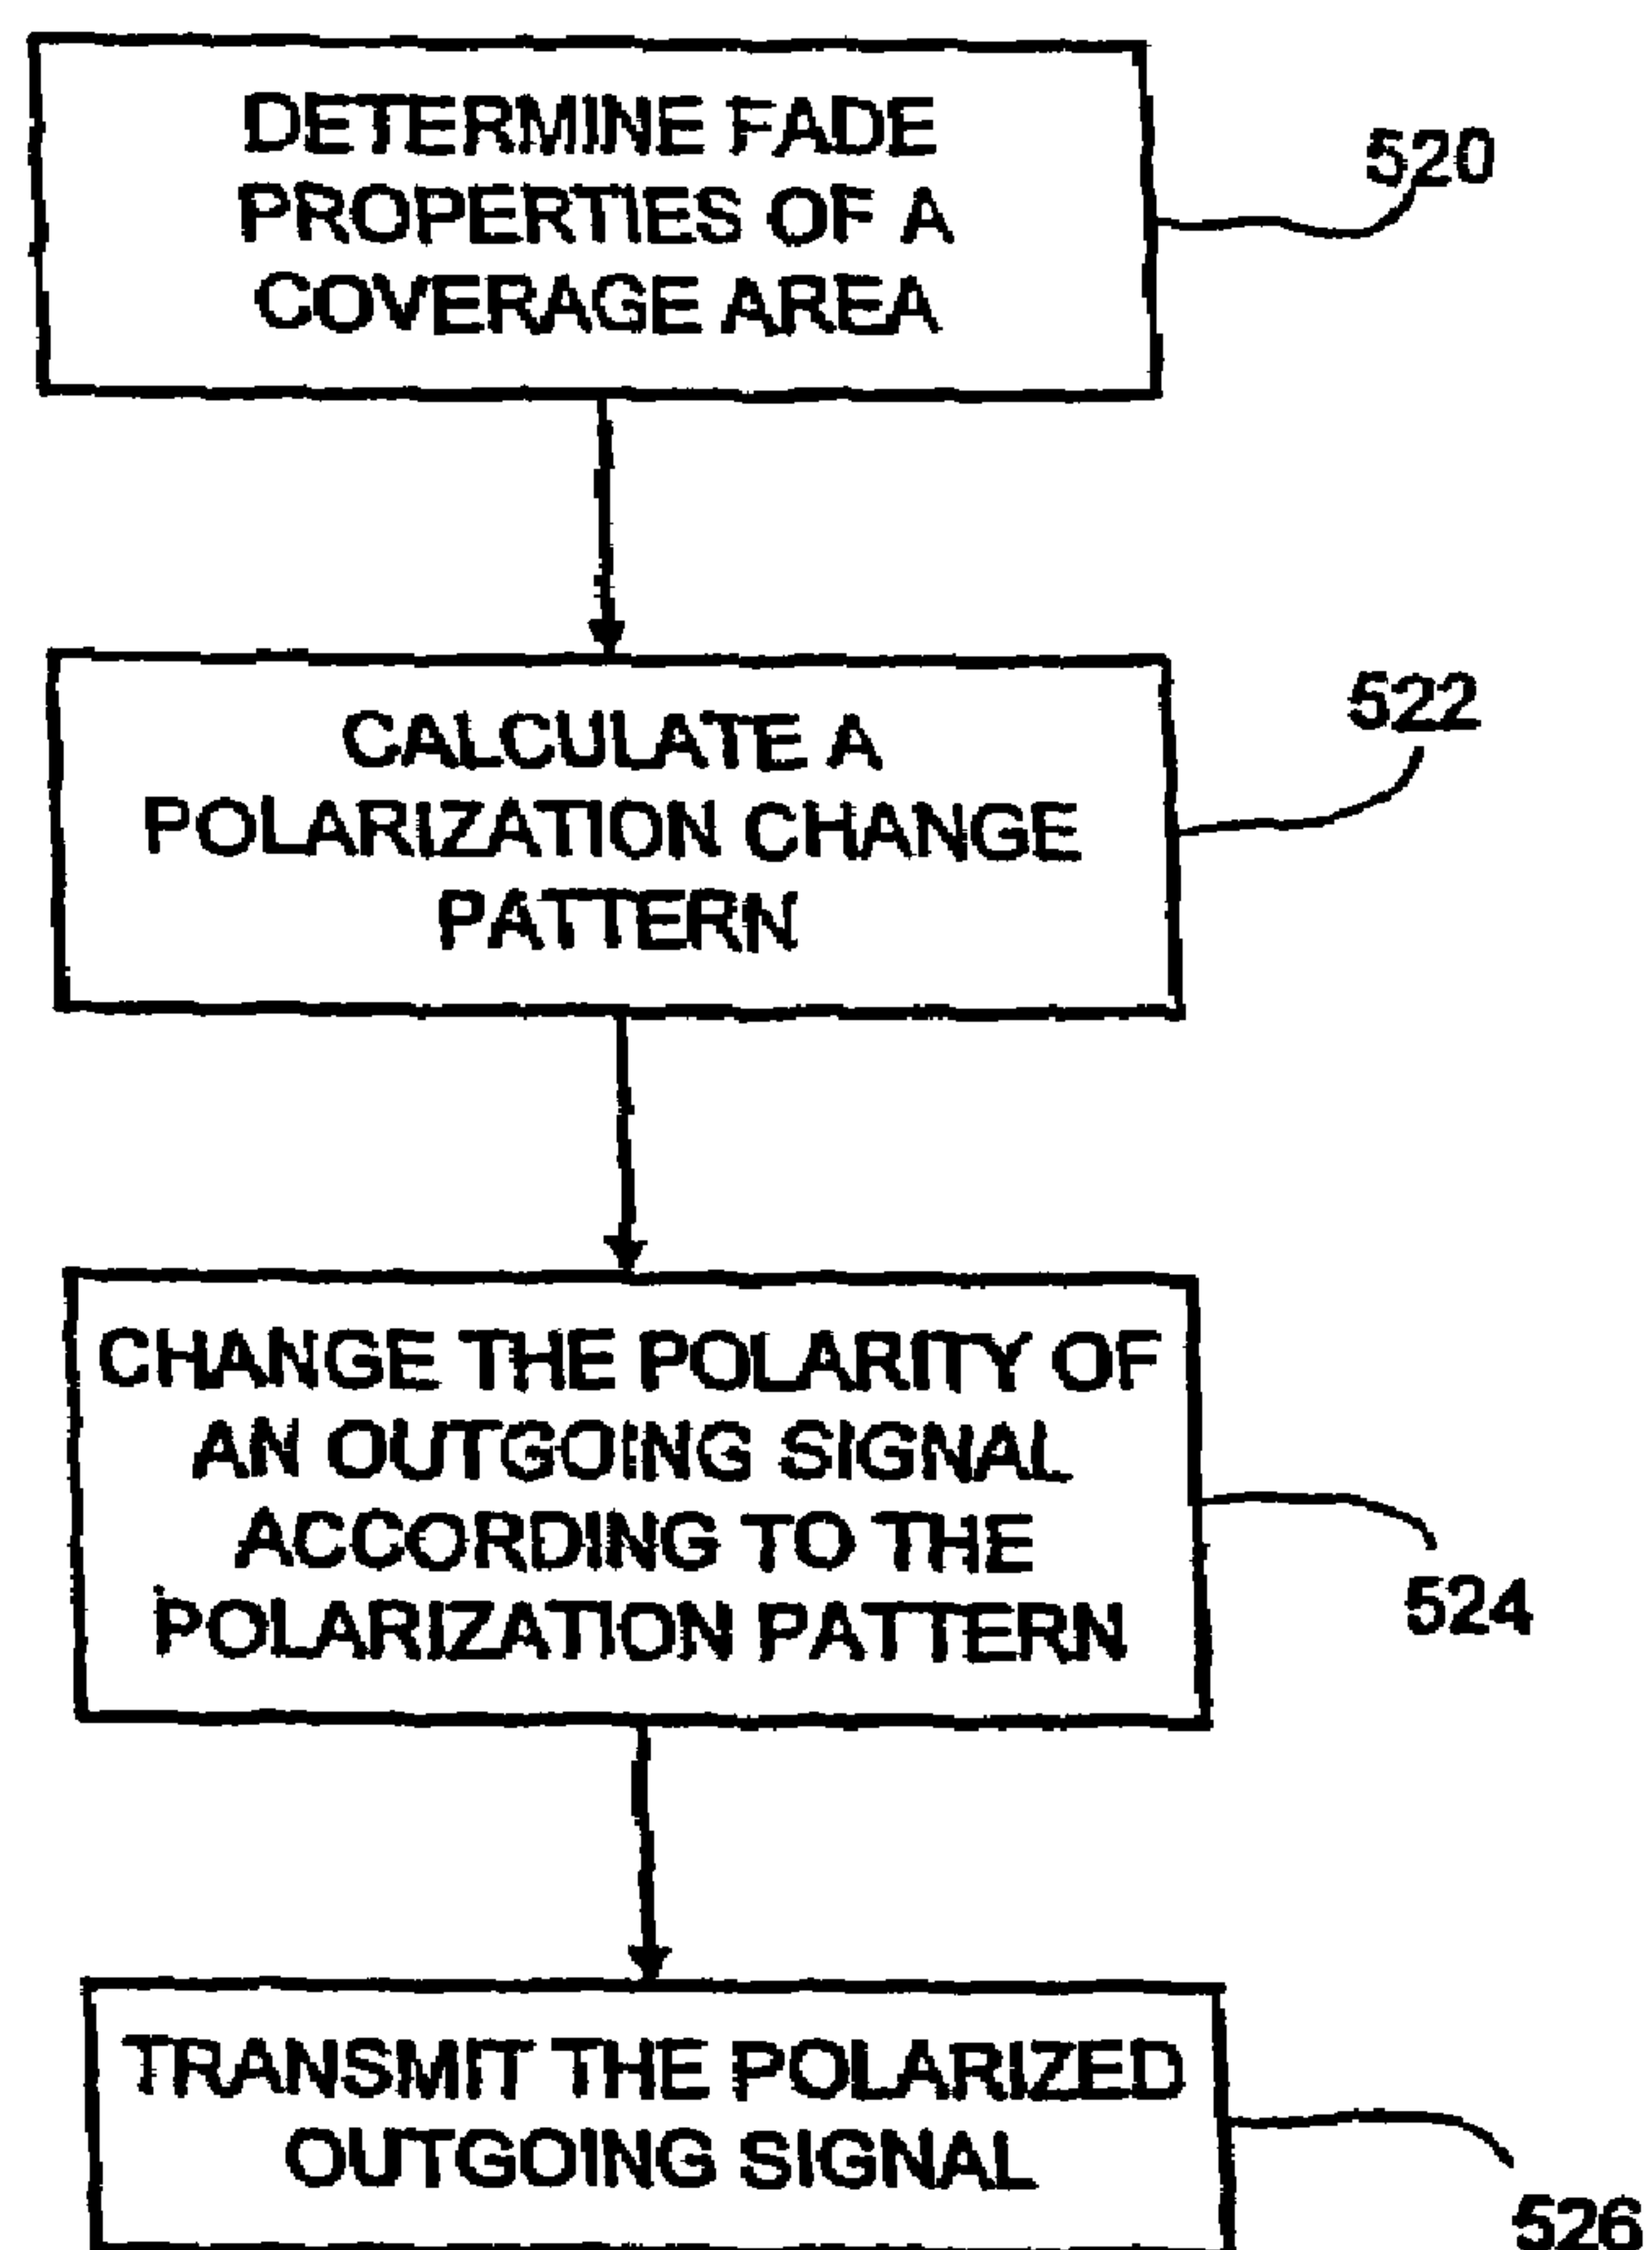 DETERMINE FADE
PROPERTIES OF A
COVERAGE AREA
520
CALCULATE A
POLARIZATION CHANGE
PATTERN
522
CHANGE THE POLARITY OF
AN OUTGOING SIGNAL
ACCORDING TO THE
POLARIZATION PATTERN
524
TRANSMIT THE POLARIZED
OUTGOING SIGNAL
526